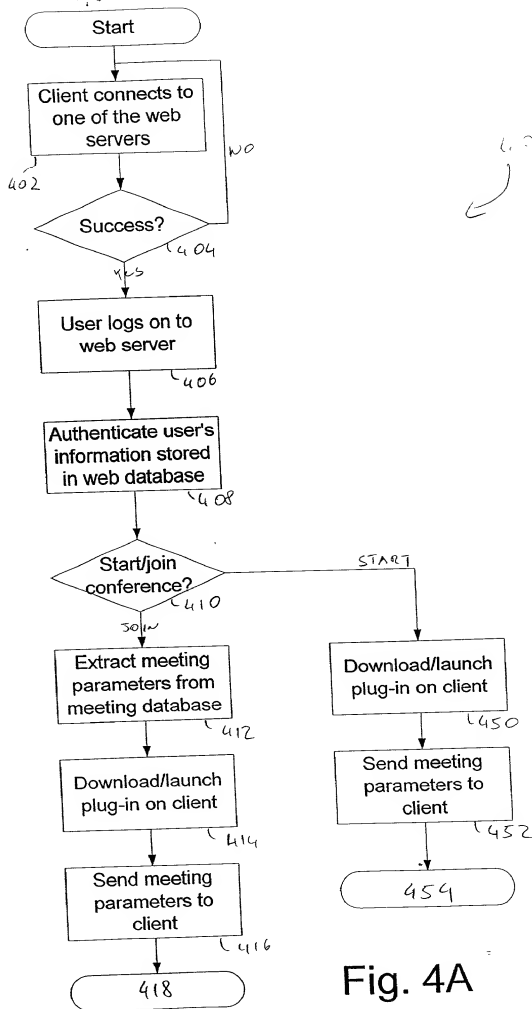 Start
Client connects to
one of the web
servers
NO
402
Success?
404
YES
User logs on to
web server
406
Authenticate user's
information stored
in web database
408
Start/join
conference?
START
410
JOIN
Extract meeting
parameters from
meeting database
412
Download/launch
plug-in on client
450
Download/launch
plug-in on client
414
Send meeting
parameters to
client
452
Send meeting
parameters to
client
416
454
418
Fig. 4A